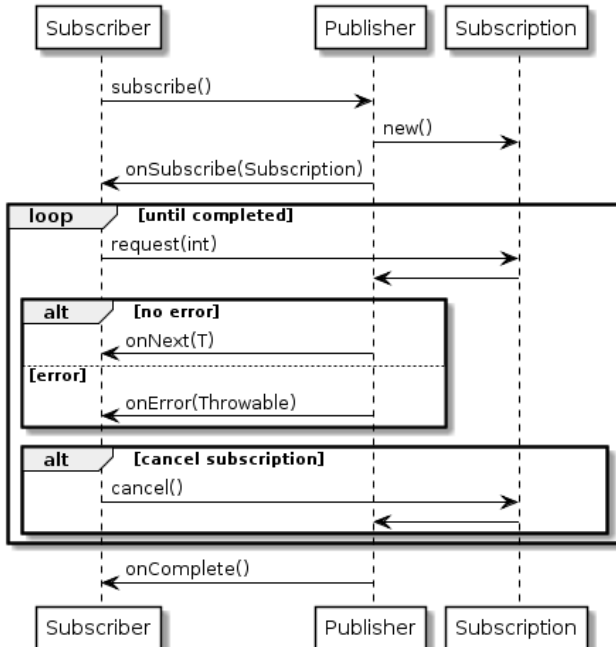 Subscriber Publisher Subscription
subscribe()
new()
onSubscribe(Subscription)
loop [until completed]
request(int)
alt [no error]
onNext(T)
[error]
onError(Throwable)
alt [cancel subscription]
cancel()
onComplete()
Subscriber Publisher Subscription